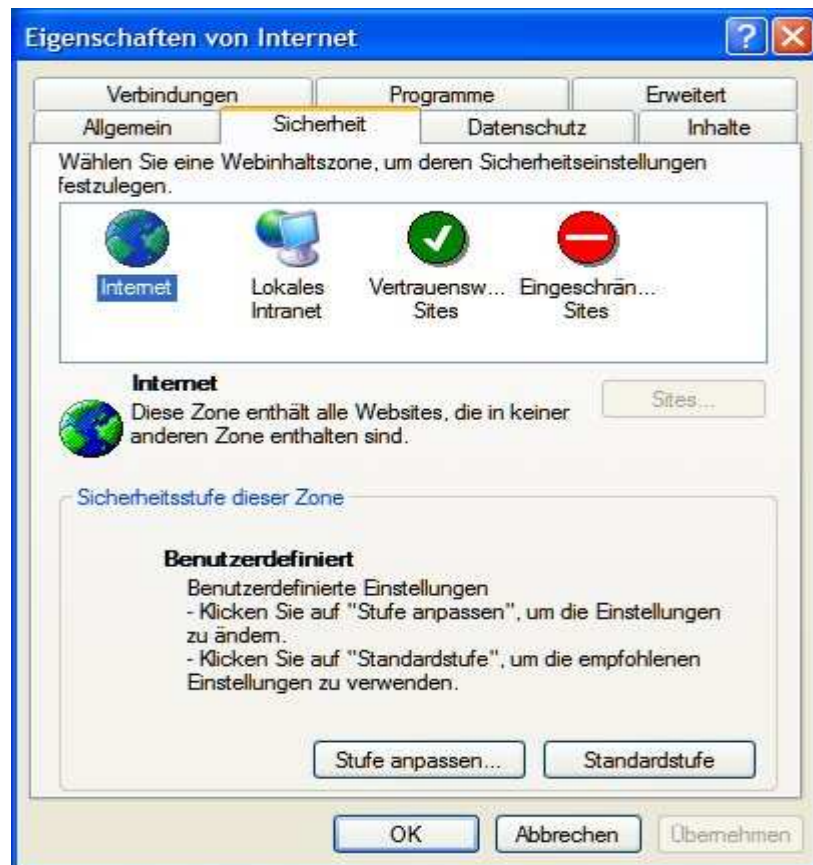 Eigenschaften von Internet
Verbindungen Programme Erweitert
Allgemein Sicherheit Datenschutz Inhalte
Wählen Sie eine Webinhaltszone, um deren Sicherheitseinstellungen
festzulegen.
Internet Lokales Vertrauensw... Eingeschrän...
Intranet Sites Sites
Internet
Diese Zone enthält alle Websites, die in keiner
anderen Zone enthalten sind.
Sites...
Sicherheitsstufe dieser Zone
Benutzerdefiniert
Benutzerdefinierte Einstellungen
- Klicken Sie auf "Stufe anpassen", um die Einstellungen
zu ändern.
- Klicken Sie auf "Standardstufe", um die empfohlenen
Einstellungen zu verwenden.
Stufe anpassen... Standardstufe
OK Abbrechen Übernehmen